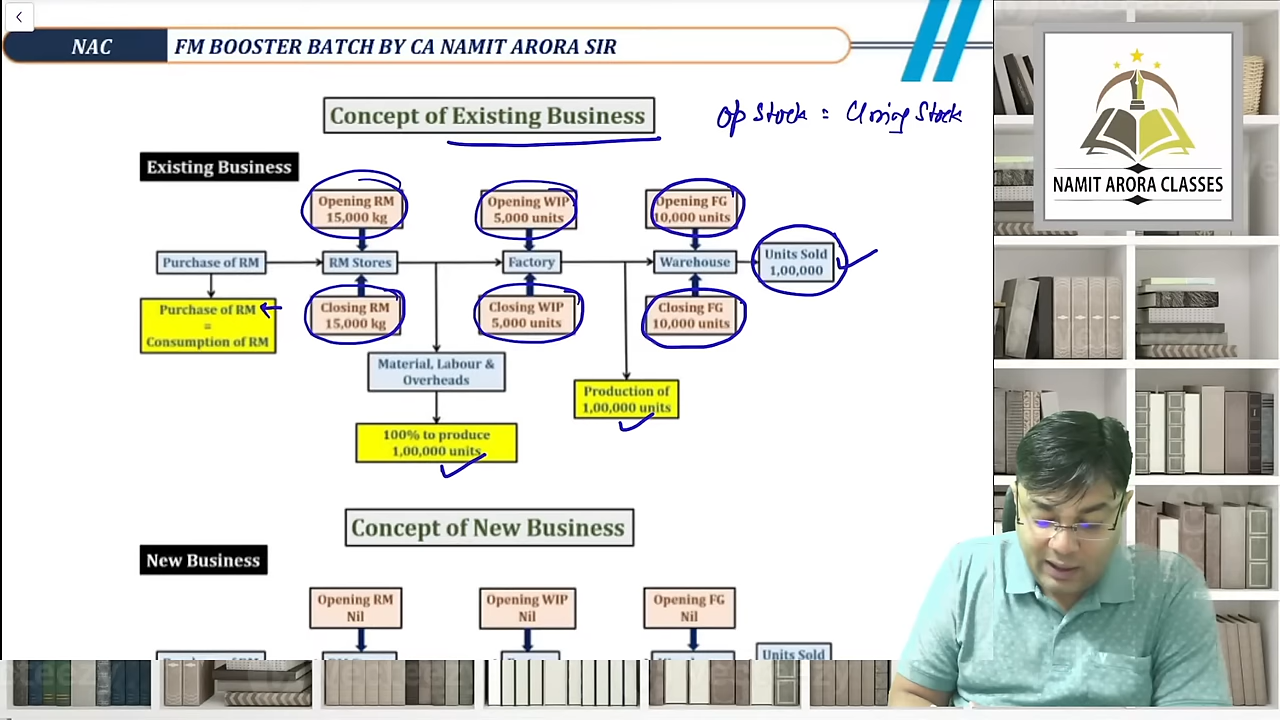 NAC
FM BOOSTER BATCH BY CA NAMIT ARORA SIR
Concept of Existing Business
Op Stock = Closing Stock
Existing Business
Opening RM
15,000 kg
Opening WIP
5,000 units
Opening FG
10,000 units
Purchase of RM
RM Stores
Factory
Warehouse
Units Sold
1,00,000
Purchase of RM
=
Consumption of RM
Closing RM
15,000 kg
Closing WIP
5,000 units
Closing FG
10,000 units
Material, Labour &
Overheads
Production of
1,00,000 units
100% to produce
1,00,000 units
Concept of New Business
New Business
Opening RM
Nil
Opening WIP
Nil
Opening FG
Nil
Units Sold
NAMIT ARORA CLASSES